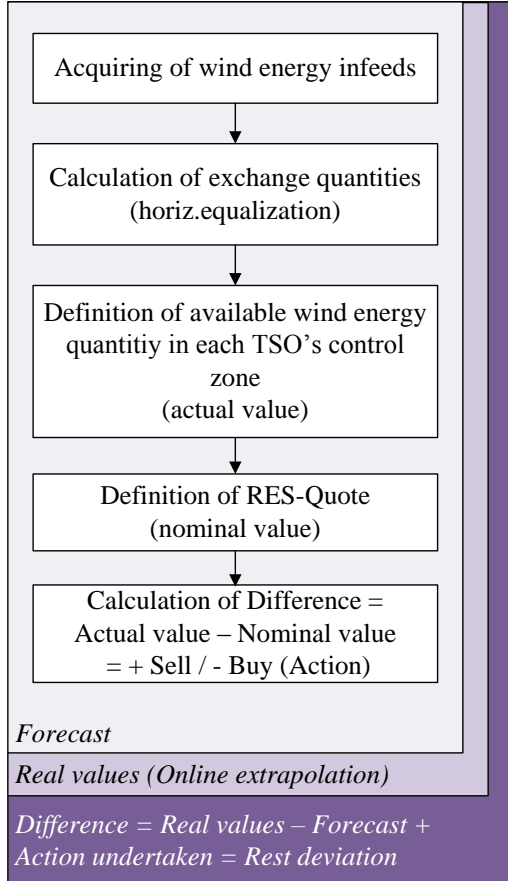 Acquiring of wind energy infeeds
Calculation of exchange quantities
(horiz.equalization)
Definition of available wind energy
quantitiy in each TSO’s control
zone
(actual value)
Definition of RES-Quote
(nominal value)
Calculation of Difference =
Actual value – Nominal value
= + Sell / - Buy (Action)
Forecast
Real values (Online extrapolation)
Difference = Real values – Forecast +
Action undertaken = Rest deviation